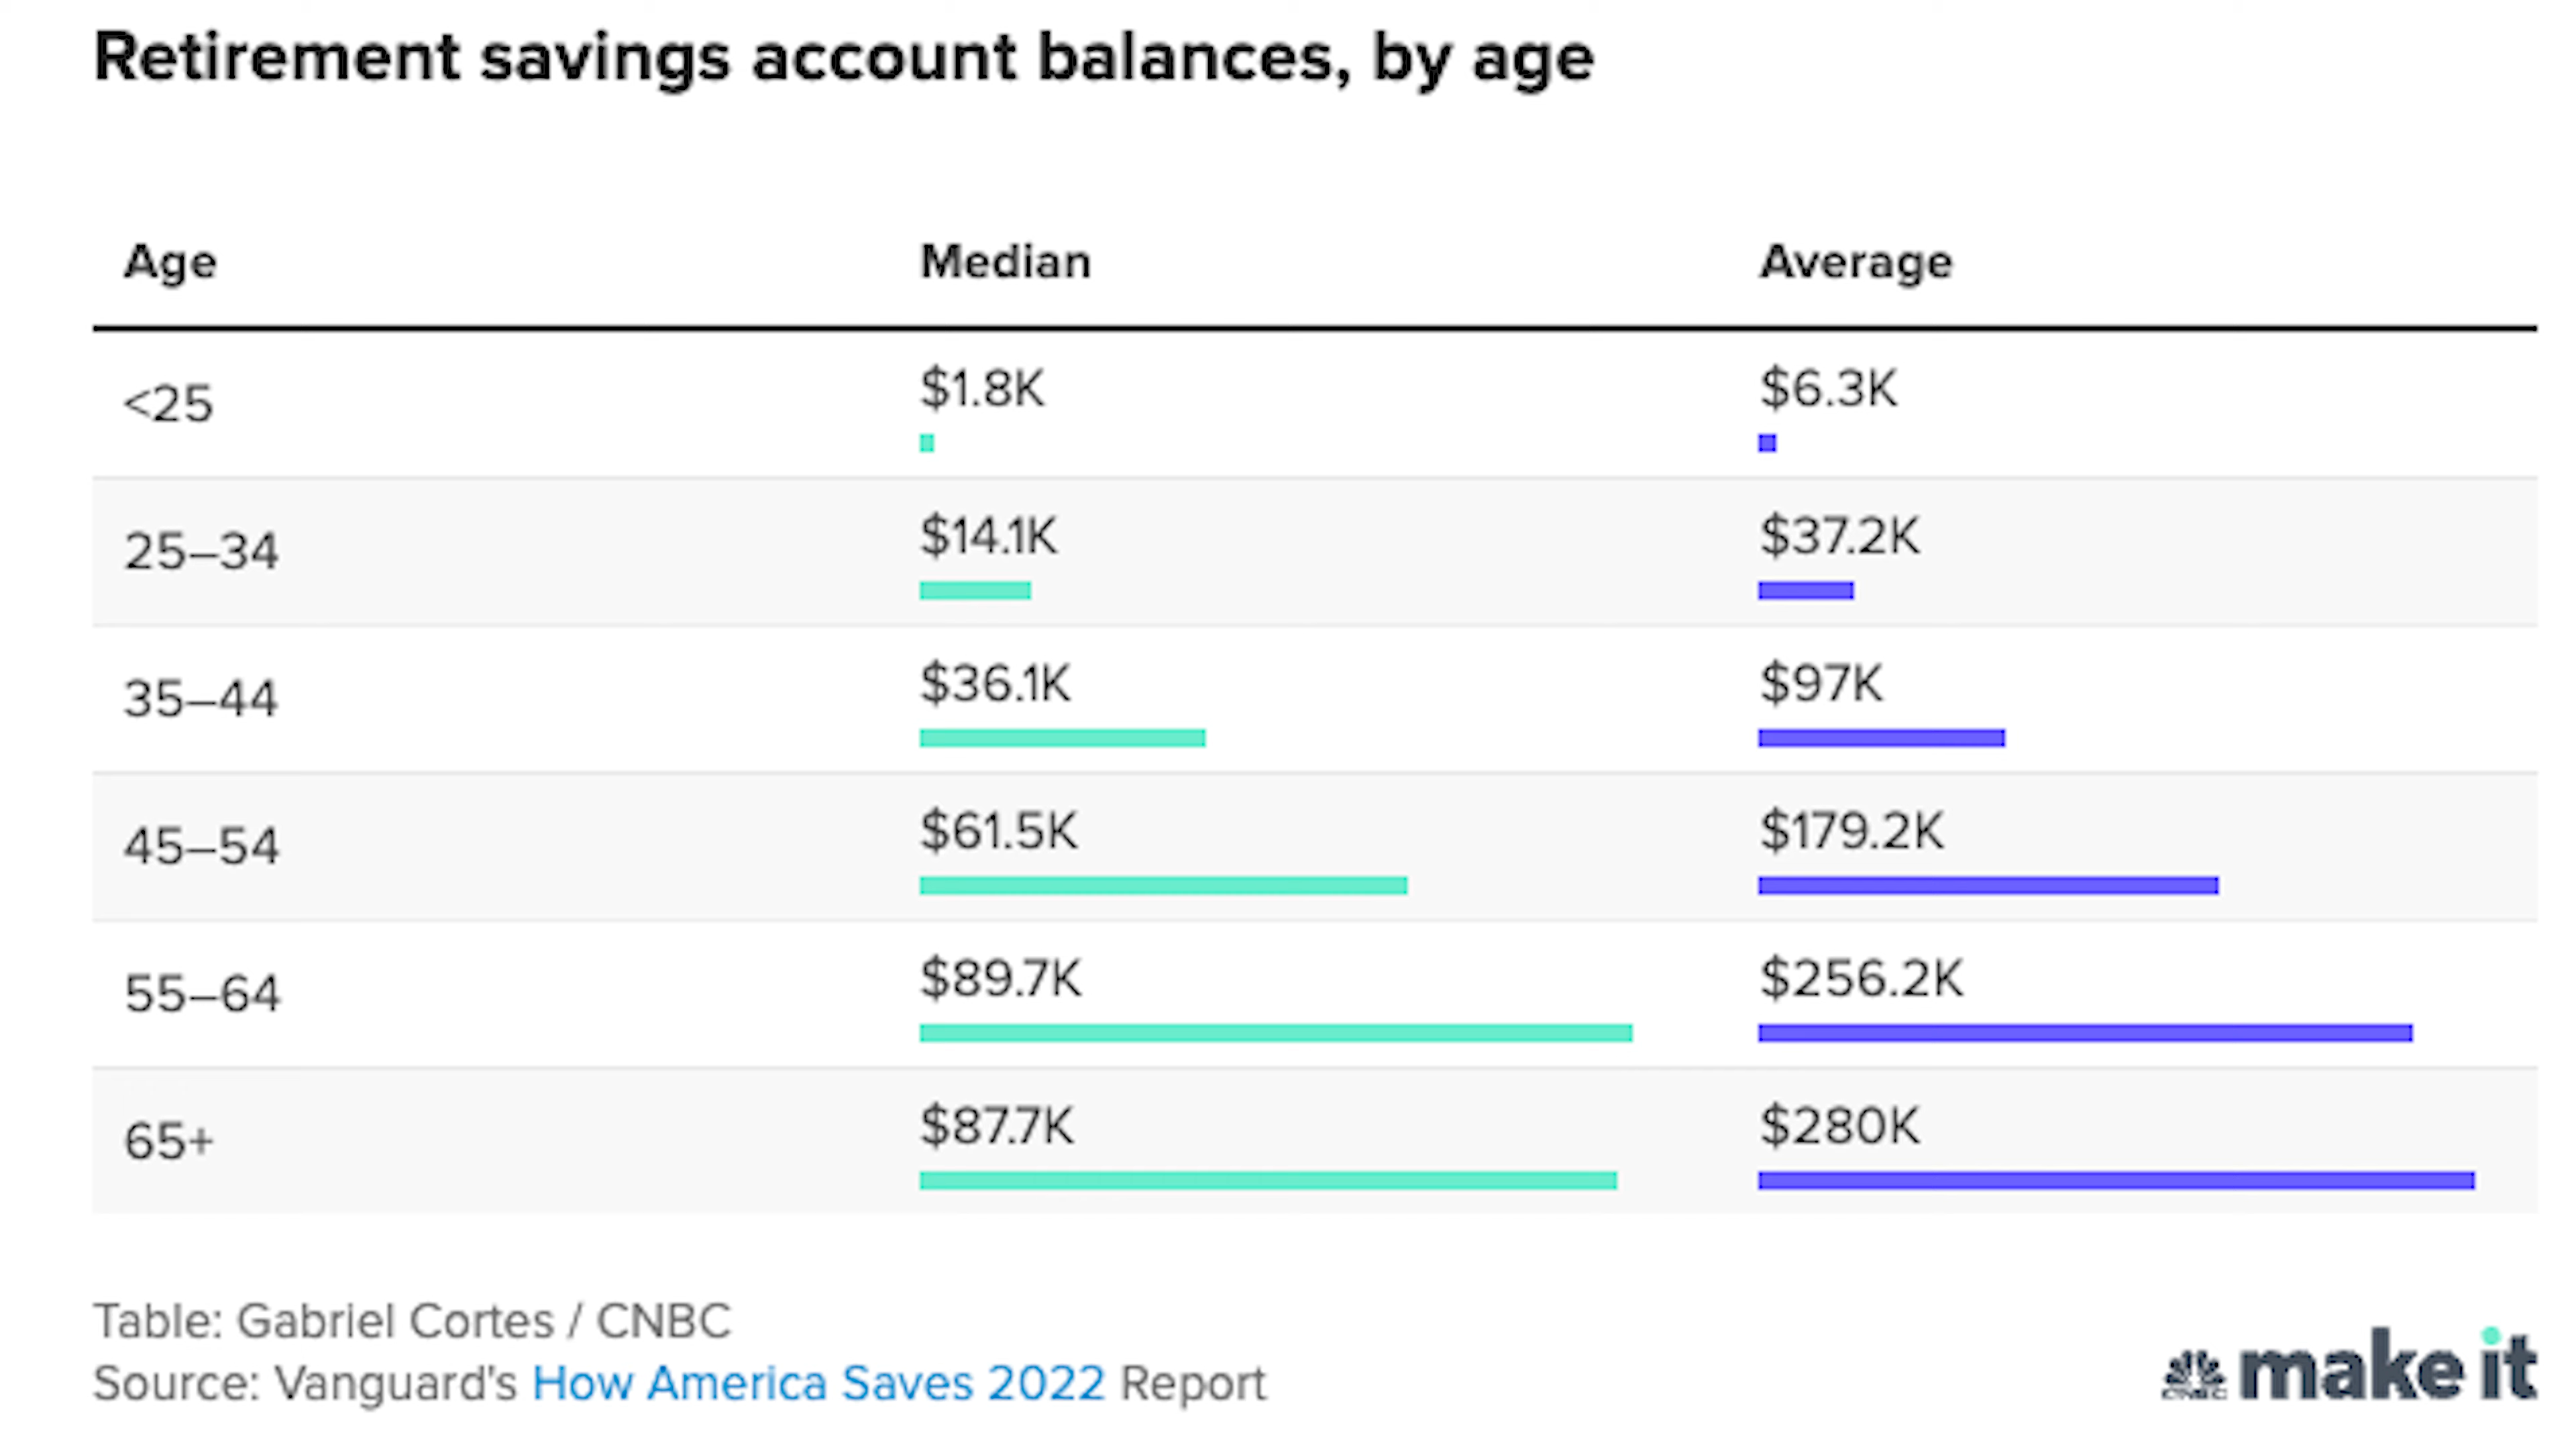 Retirement savings account balances, by age
Age Median Average
<25 $1.8K $6.3K
25–34 $14.1K $37.2K
35–44 $36.1K $97K
45–54 $61.5K $179.2K
55–64 $89.7K $256.2K
65+ $87.7K $280K
Table: Gabriel Cortes / CNBC
Source: Vanguard's How America Saves 2022 Report
CNBC make it